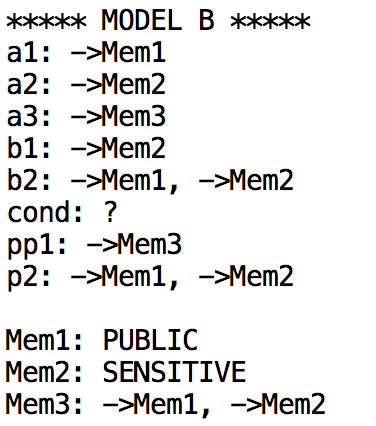 ***** MODEL B *****
a1: ->Mem1
a2: ->Mem2
a3: ->Mem3
b1: ->Mem2
b2: ->Mem1, ->Mem2
cond: ?
pp1: ->Mem3
p2: ->Mem1, ->Mem2
Mem1: PUBLIC
Mem2: SENSITIVE
Mem3: ->Mem1, ->Mem2